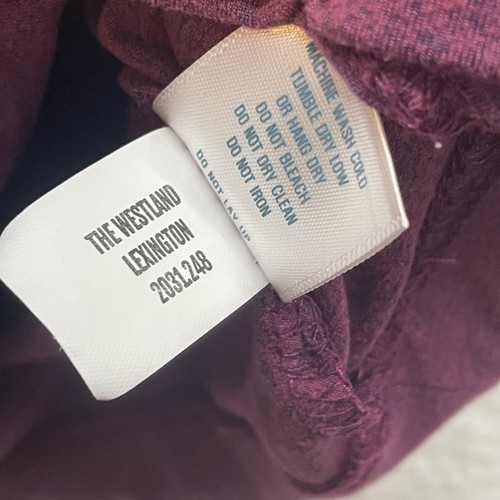 THE WESTLAND
LEXINGTON
2031.248
MACHINE WASH COLD
TUMBLE DRY LOW
OR HANG DRY
DO NOT BLEACH
DO NOT DRY CLEAN
DO NOT IRON
DO NOT LAY UP